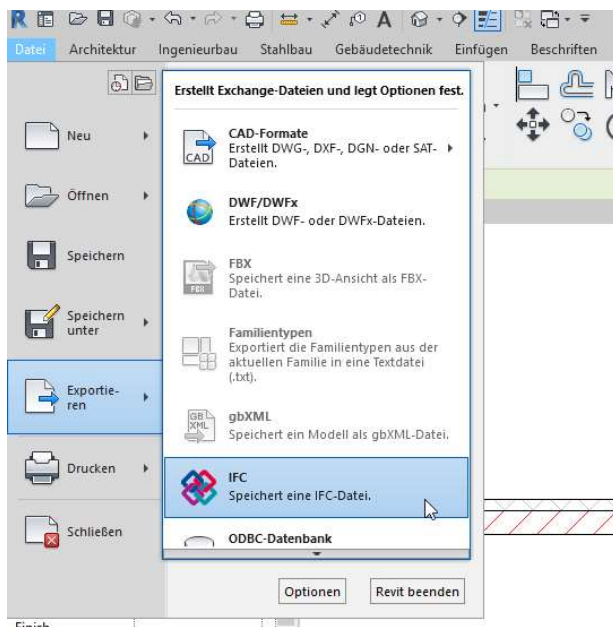 Datei Architektur Ingenieurbau Stahlbau Gebäudetechnik Einfügen Beschriften
Erstellt Exchange-Dateien und legt Optionen fest.
Neu
Öffnen
Speichern
Speichern
unter
Exportie-
ren
Drucken
Schließen
CAD
CAD-Formate
Erstellt DWG-, DXF-, DGN- oder SAT-
Dateien.
DWF/DWFx
Erstellt DWF- oder DWFx-Dateien.
FBX
FBX
Speichert eine 3D-Ansicht als FBX-
Datei.
Familientypen
Exportiert die Familientypen aus der
aktuellen Familie in eine Textdatei
(.txt).
GB
XML
gbXML
Speichert ein Modell als gbXML-Datei.
IFC
Speichert eine IFC-Datei.
ODBC-Datenbank
Optionen Revit beenden